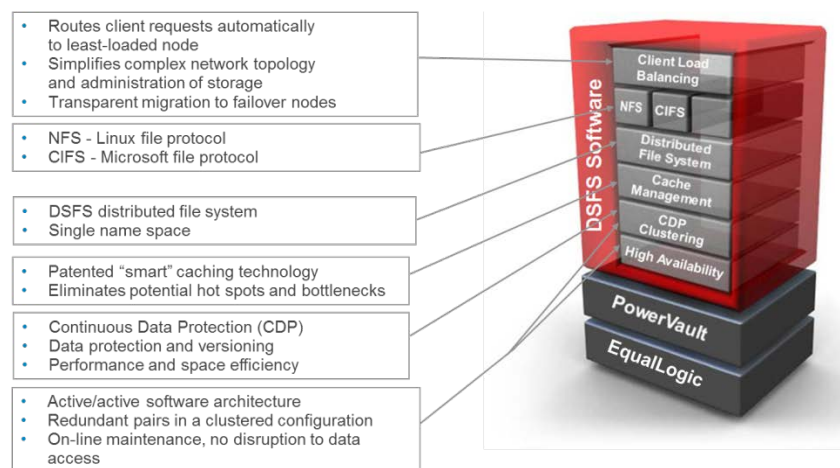 • Routes client requests automatically
to least-loaded node
• Simplifies complex network topology
and administration of storage
• Transparent migration to failover nodes
• NFS - Linux file protocol
• CIFS - Microsoft file protocol
• DSFS distributed file system
• Single name space
• Patented “smart” caching technology
• Eliminates potential hot spots and bottlenecks
• Continuous Data Protection (CDP)
• Data protection and versioning
• Performance and space efficiency
• Active/active software architecture
• Redundant pairs in a clustered configuration
• On-line maintenance, no disruption to data
access
DSFS Software
Client Load
Balancing
NFS CIFS
Distributed
File System
Cache
Management
CDP
Clustering
High Availability
PowerVault
EqualLogic